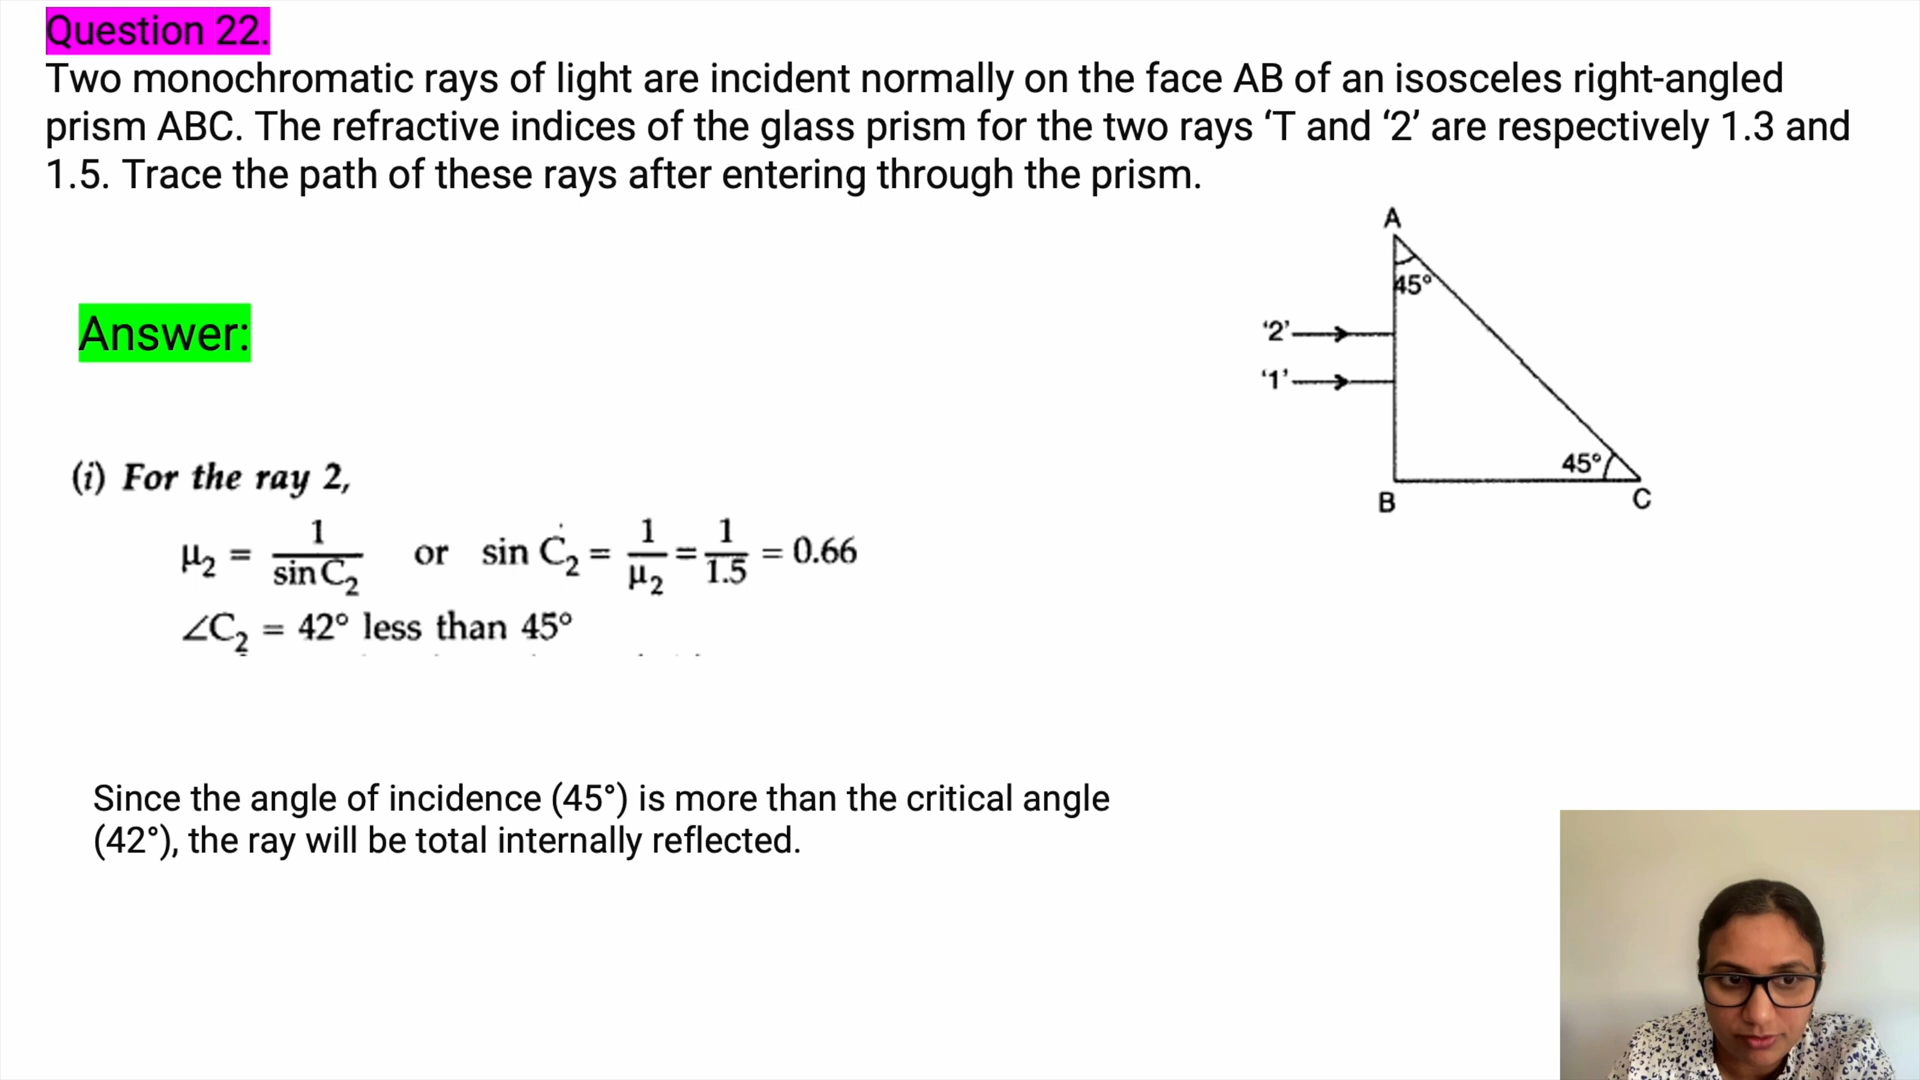 Question 22.
Two monochromatic rays of light are incident normally on the face AB of an isosceles right-angled
prism ABC. The refractive indices of the glass prism for the two rays ‘T and ‘2’ are respectively 1.3 and
1.5. Trace the path of these rays after entering through the prism.
A
45°
‘2’
‘1’
45°
B
C
Answer:
(i) For the ray 2,
μ₂ = 1/sin C₂ or sin C₂ = 1/μ₂ = 1/1.5 = 0.66
∠C₂ = 42° less than 45°
Since the angle of incidence (45°) is more than the critical angle
(42°), the ray will be total internally reflected.